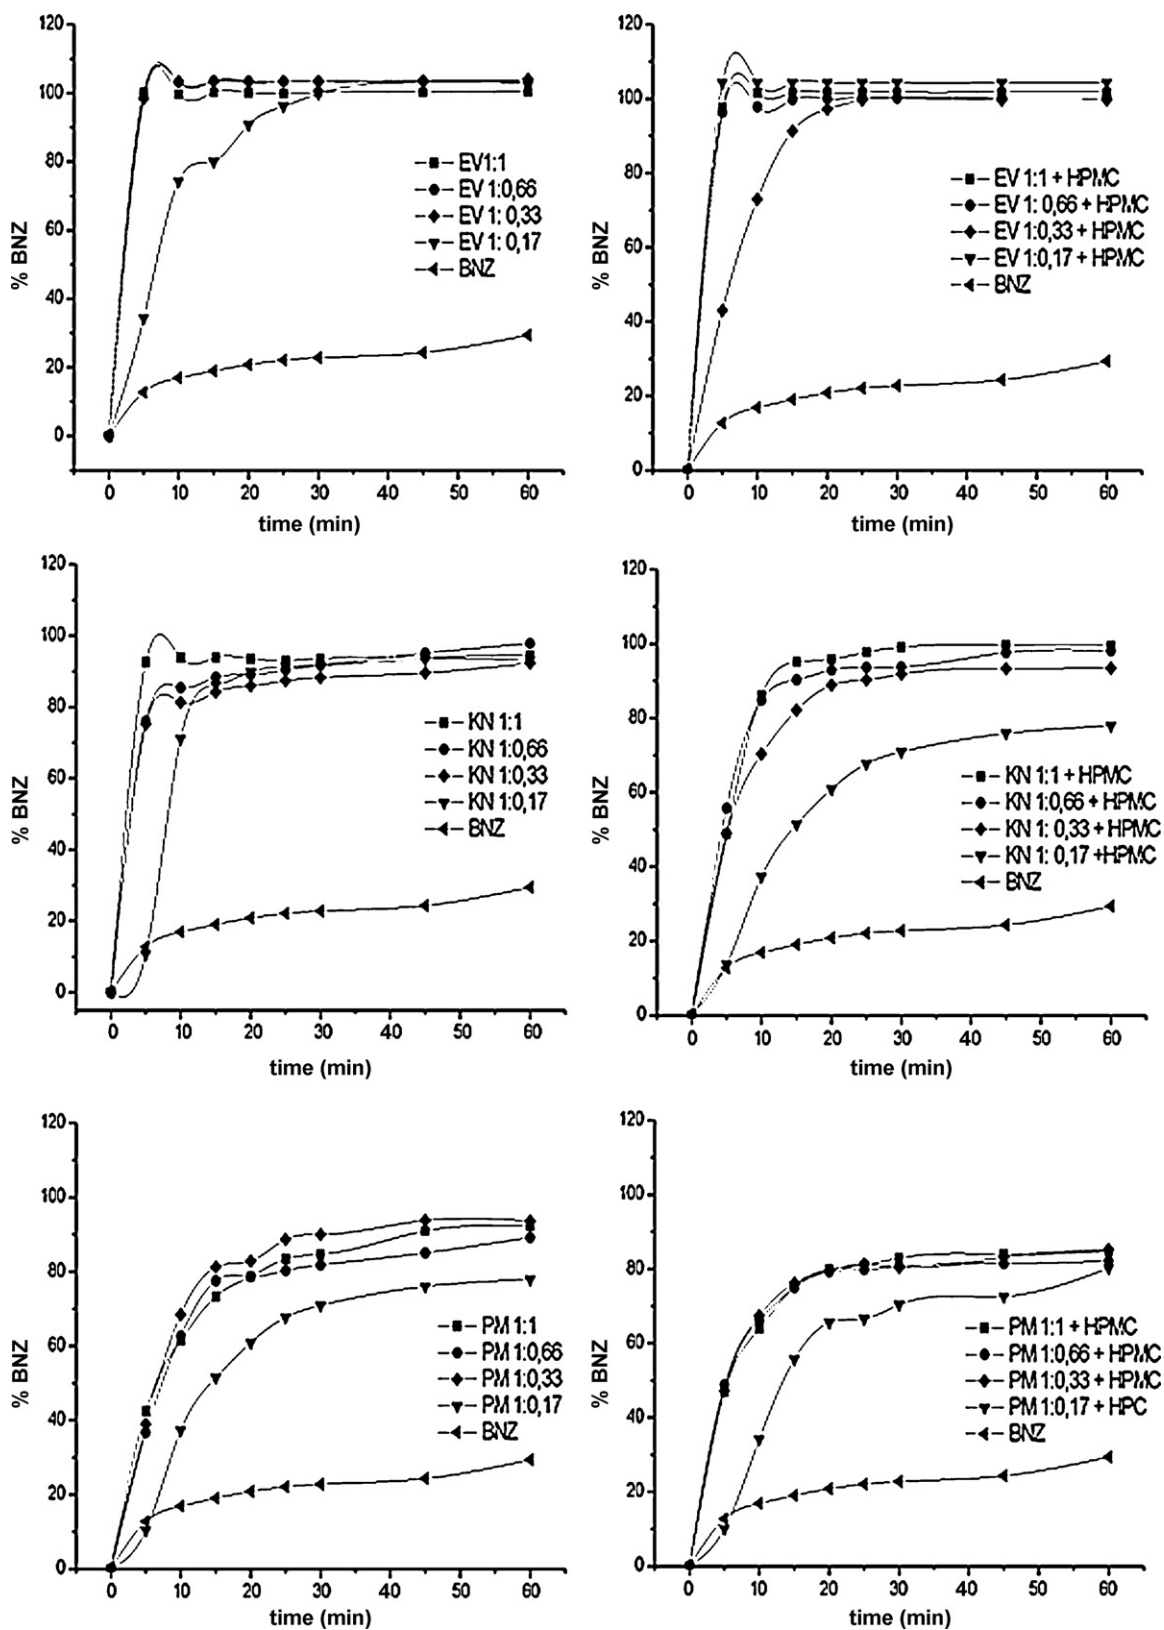 120
100
80
60
40
20
0
% BNZ
EV1:1
EV 1:0,66
EV 1: 0,33
EV 1: 0,17
BNZ
0 10 20 30 40 50 60
time (min)
120
100
80
60
40
20
0
% BNZ
EV 1:1 + HPMC
EV 1: 0,66 + HPMC
EV 1:0,33 + HPMC
EV 1:0,17 + HPMC
BNZ
0 10 20 30 40 50 60
time (min)
120
100
80
60
40
20
0
% BNZ
KN 1:1
KN 1:0,66
KN 1:0,33
KN 1:0,17
BNZ
0 10 20 30 40 50 60
time (min)
120
100
80
60
40
20
0
% BNZ
KN 1:1 + HPMC
KN 1:0,66 + HPMC
KN 1: 0,33 + HPMC
KN 1: 0,17 +HPMC
BNZ
0 10 20 30 40 50 60
time (min)
120
100
80
60
40
20
0
% BNZ
PM 1:1
PM 1:0,66
PM 1:0,33
PM 1:0,17
BNZ
0 10 20 30 40 50 60
time (min)
120
100
80
60
40
20
0
% BNZ
PM 1:1 + HPMC
PM 1:0,66 + HPMC
PM 1:0,33 + HPMC
PM 1:0,17 + HPC
BNZ
0 10 20 30 40 50 60
time (min)